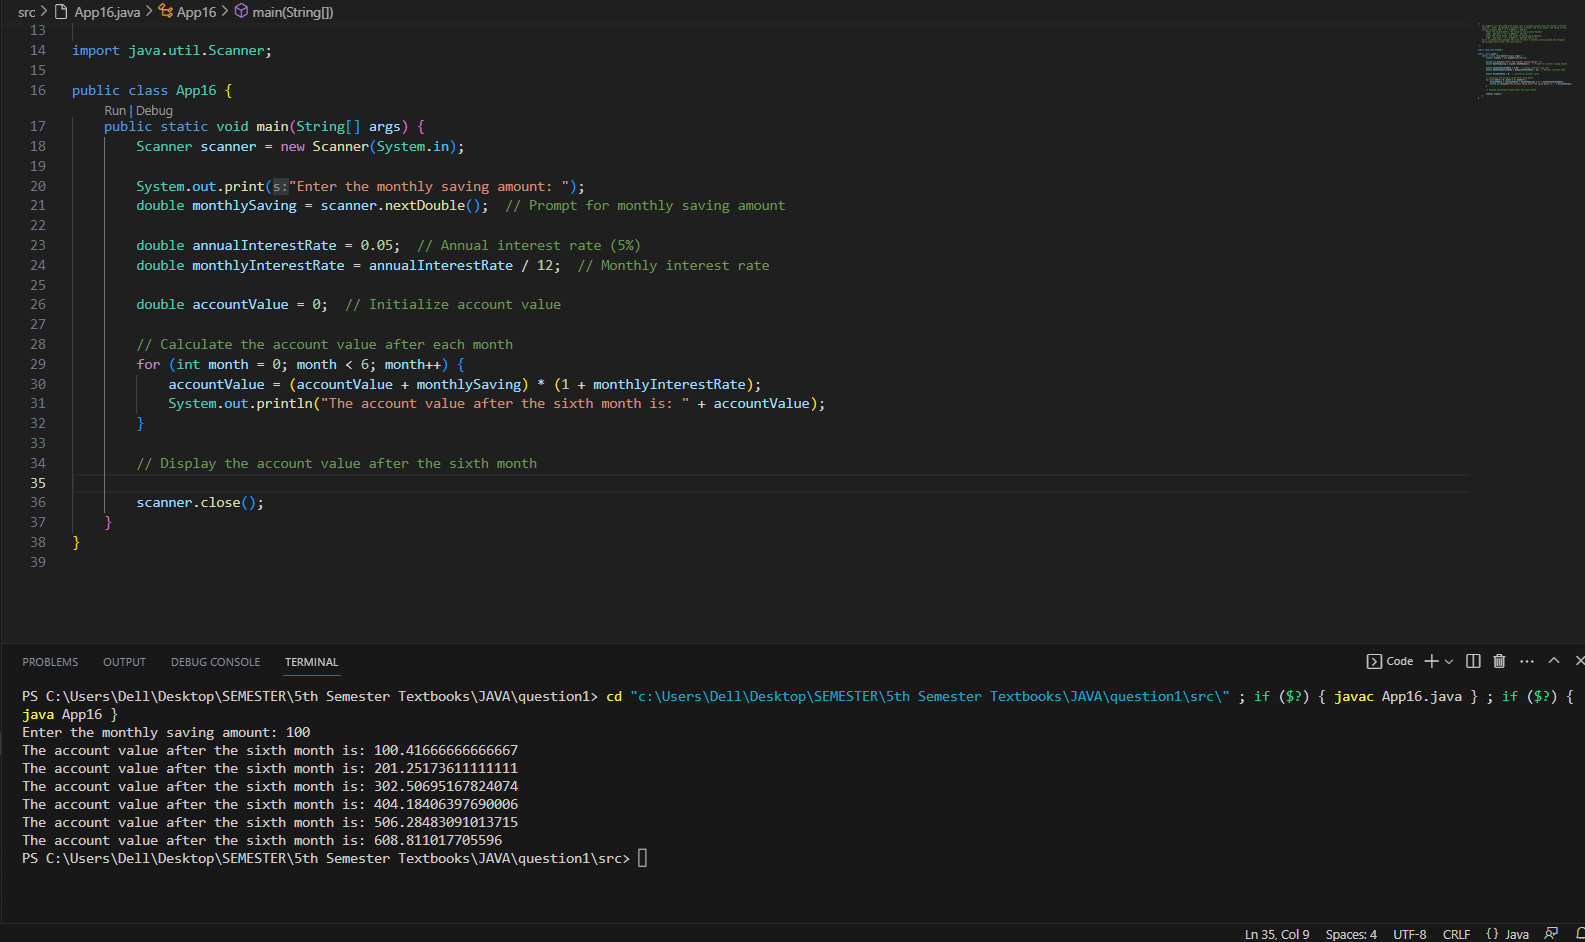 src > App16.java > App16 > main(String[])
13
14 import java.util.Scanner;
15
16 public class App16 {
Run | Debug
17 public static void main(String[] args) {
18 Scanner scanner = new Scanner(System.in);
19
20 System.out.print(s:"Enter the monthly saving amount: ");
21 double monthlySaving = scanner.nextDouble();  // Prompt for monthly saving amount
22
23 double annualInterestRate = 0.05;  // Annual interest rate (5%)
24 double monthlyInterestRate = annualInterestRate / 12;  // Monthly interest rate
25
26 double accountValue = 0;  // Initialize account value
27
28 // Calculate the account value after each month
29 for (int month = 0; month < 6; month++) {
30 accountValue = (accountValue + monthlySaving) * (1 + monthlyInterestRate);
31 System.out.println("The account value after the sixth month is: " + accountValue);
32 }
33
34 // Display the account value after the sixth month
35
36 scanner.close();
37 }
38 }
39
PROBLEMS OUTPUT DEBUG CONSOLE TERMINAL Code
PS C:\Users\Dell\Desktop\SEMESTER\5th Semester Textbooks\JAVA\question1> cd "c:\Users\Dell\Desktop\SEMESTER\5th Semester Textbooks\JAVA\question1\src\" ; if ($?) { javac App16.java } ; if ($?) {
java App16 }
Enter the monthly saving amount: 100
The account value after the sixth month is: 100.41666666666667
The account value after the sixth month is: 201.25173611111111
The account value after the sixth month is: 302.50695167824074
The account value after the sixth month is: 404.18406397690006
The account value after the sixth month is: 506.28483091013715
The account value after the sixth month is: 608.811017705596
PS C:\Users\Dell\Desktop\SEMESTER\5th Semester Textbooks\JAVA\question1\src>
Ln 35, Col 9 Spaces: 4 UTF-8 CRLF {} Java